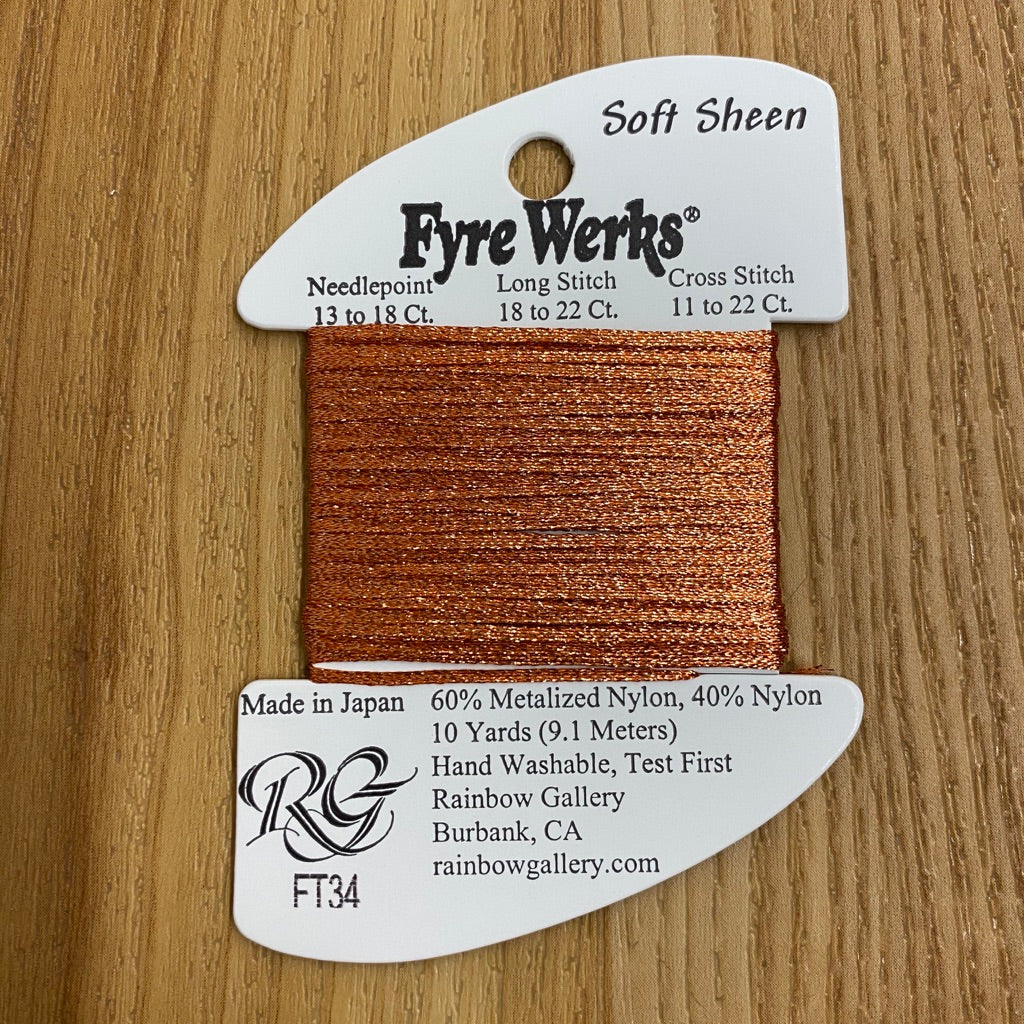 Soft Sheen
Fyre Werks®
Needlepoint Long Stitch Cross Stitch
13 to 18 Ct. 18 to 22 Ct. 11 to 22 Ct.
Made in Japan 60% Metalized Nylon, 40% Nylon
10 Yards (9.1 Meters)
Hand Washable, Test First
Rainbow Gallery
Burbank, CA
rainbowgallery.com
RG
FT34